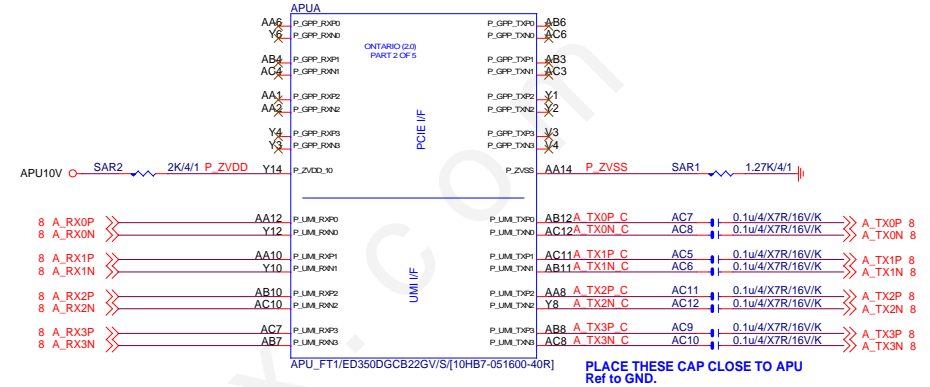 APUA
AA6 P_GPP_RXP0 P_GPP_TXP0 AB6
Y6 P_GPP_RXN0 P_GPP_TXN0 AC6
ONTARIO (2.0)
PART 2 OF 5
AB4 P_GPP_RXP1 P_GPP_TXP1 AB3
AC4 P_GPP_RXN1 P_GPP_TXN1 AC3
AA1 P_GPP_RXP2 P_GPP_TXP2 Y1
AA2 P_GPP_RXN2 P_GPP_TXN2 Y2
Y4 P_GPP_RXP3 P_GPP_TXP3 V3
Y3 P_GPP_RXN3 P_GPP_TXN3 V4
PCIE I/F
APU10V SAR2 2K/4/1 P_ZVDD Y14 P_ZVDD_10 P_ZVSS AA14 P_ZVSS SAR1 1.27K/4/1
8 A_RX0P AA12 P_UMI_RXP0 P_UMI_TXP0 AB12 A_TX0P_C AC7 0.1u/4/X7R/16V/K A_TX0P 8
8 A_RX0N Y12 P_UMI_RXN0 P_UMI_TXN0 AC12 A_TX0N_C AC8 0.1u/4/X7R/16V/K A_TX0N 8
8 A_RX1P AA10 P_UMI_RXP1 P_UMI_TXP1 AC11 A_TX1P_C AC5 0.1u/4/X7R/16V/K A_TX1P 8
8 A_RX1N Y10 P_UMI_RXN1 P_UMI_TXN1 AB11 A_TX1N_C AC6 0.1u/4/X7R/16V/K A_TX1N 8
UMI I/F
8 A_RX2P AB10 P_UMI_RXP2 P_UMI_TXP2 AA8 A_TX2P_C AC11 0.1u/4/X7R/16V/K A_TX2P 8
8 A_RX2N AC10 P_UMI_RXN2 P_UMI_TXN2 Y8 A_TX2N_C AC12 0.1u/4/X7R/16V/K A_TX2N 8
8 A_RX3P AC7 P_UMI_RXP3 P_UMI_TXP3 AB8 A_TX3P_C AC9 0.1u/4/X7R/16V/K A_TX3P 8
8 A_RX3N AB7 P_UMI_RXN3 P_UMI_TXN3 AC8 A_TX3N_C AC10 0.1u/4/X7R/16V/K A_TX3N 8
APU_FT1/ED350DGCB22GV/S/[10HB7-051600-40R]
PLACE THESE CAP CLOSE TO APU
Ref to GND.
x.com